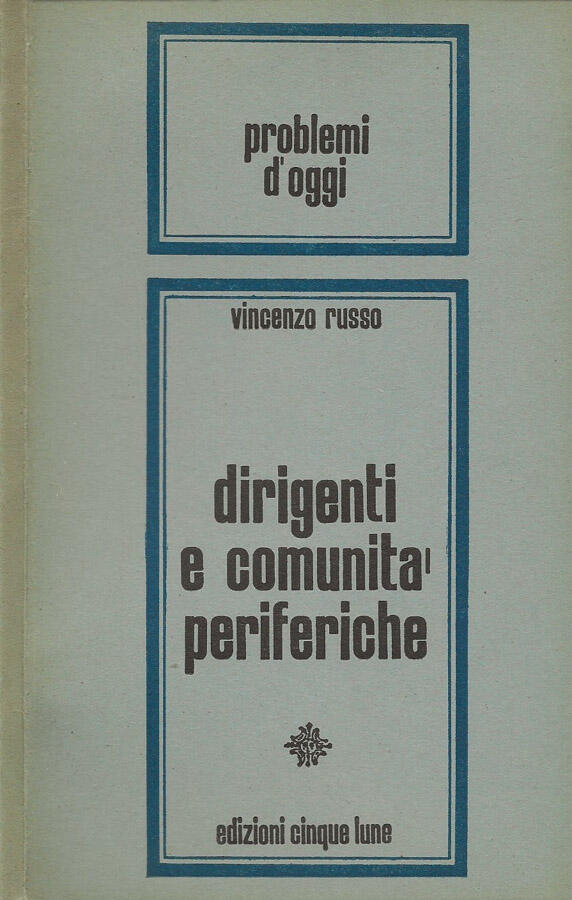 problemi
d'oggi
vincenzo russo
dirigenti
e comunita'
periferiche
edizioni cinque lune